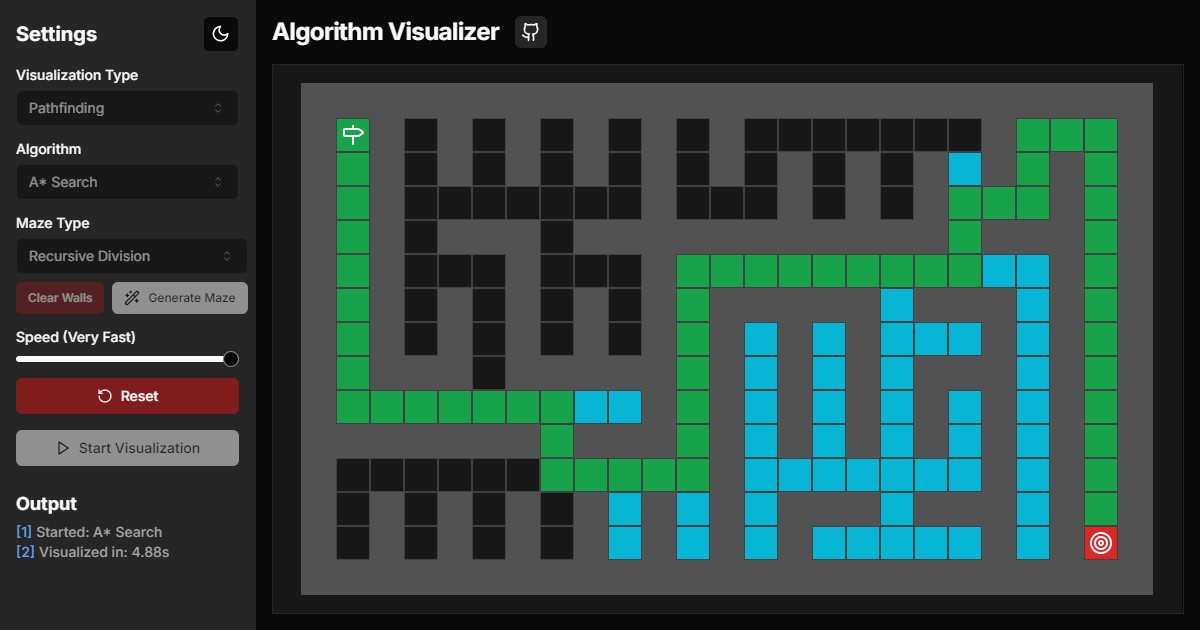 Settings
Algorithm Visualizer
Visualization Type
Pathfinding
Algorithm
A* Search
Maze Type
Recursive Division
Clear Walls
Generate Maze
Speed (Very Fast)
Reset
Start Visualization
Output
[1] Started: A* Search
[2] Visualized in: 4.88s